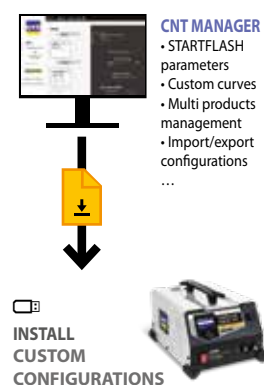 CNT MANAGER
• STARTFLASH
parameters
• Custom curves
• Multi products
management
• Import/export
configurations
…
INSTALL
CUSTOM
CONFIGURATIONS